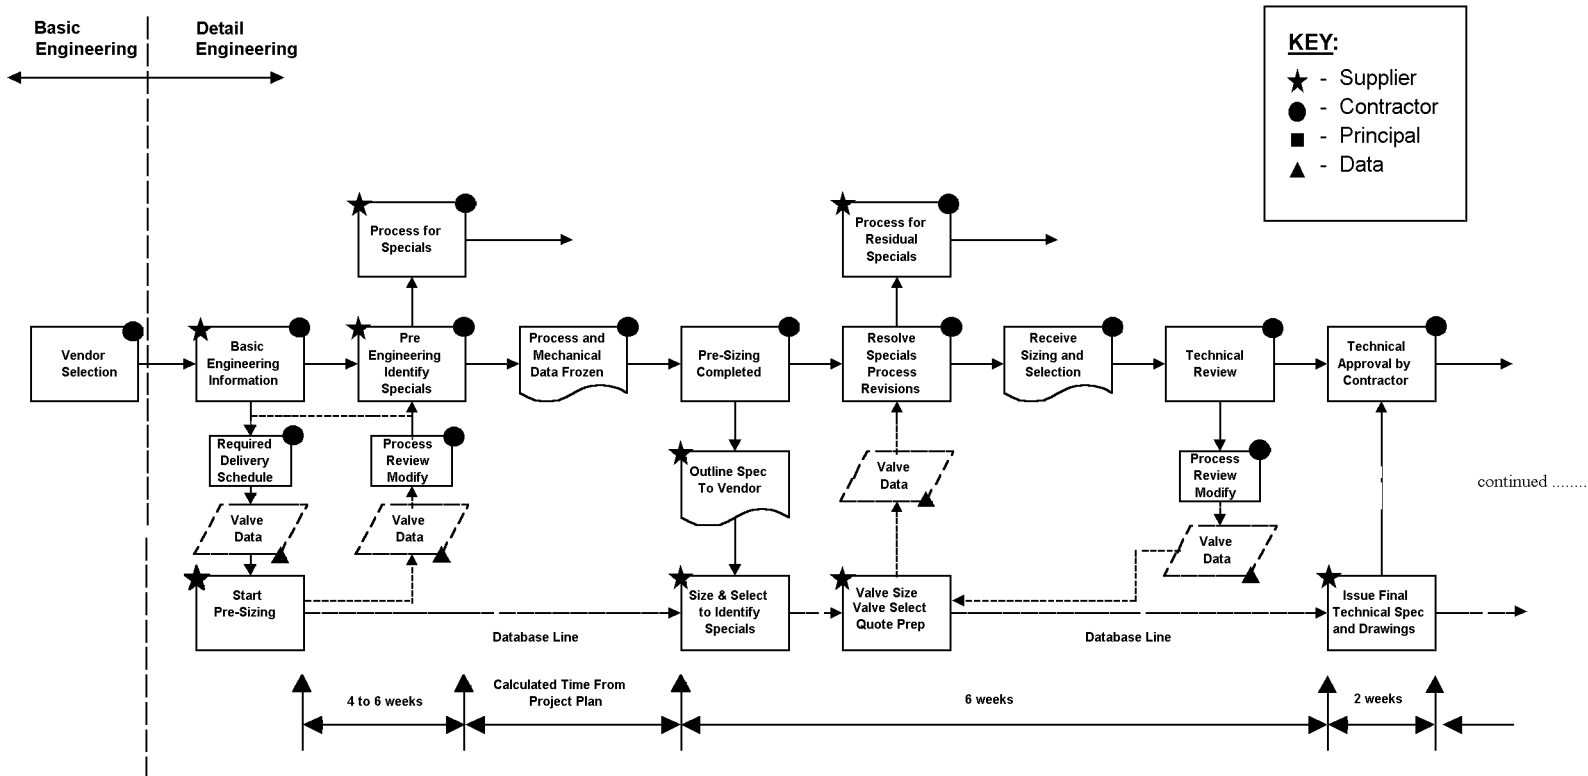 Basic
Engineering
Detail
Engineering
KEY:
- Supplier
- Contractor
- Principal
- Data
Process for
Specials
Process for
Residual
Specials
Vendor
Selection
Basic
Engineering
Information
Pre
Engineering
Identify
Specials
Process and
Mechanical
Data Frozen
Pre-Sizing
Completed
Resolve
Specials
Process
Revisions
Receive
Sizing and
Selection
Technical
Review
Technical
Approval by
Contractor
Required
Delivery
Schedule
Process
Review
Modify
Outline Spec
To Vendor
Valve
Data
Process
Review
Modify
continued ........
Valve
Data
Valve
Data
Valve
Data
Start
Pre-Sizing
Size & Select
to Identify
Specials
Valve Size
Valve Select
Quote Prep
Issue Final
Technical Spec
and Drawings
Database Line
Database Line
4 to 6 weeks
Calculated Time From
Project Plan
6 weeks
2 weeks